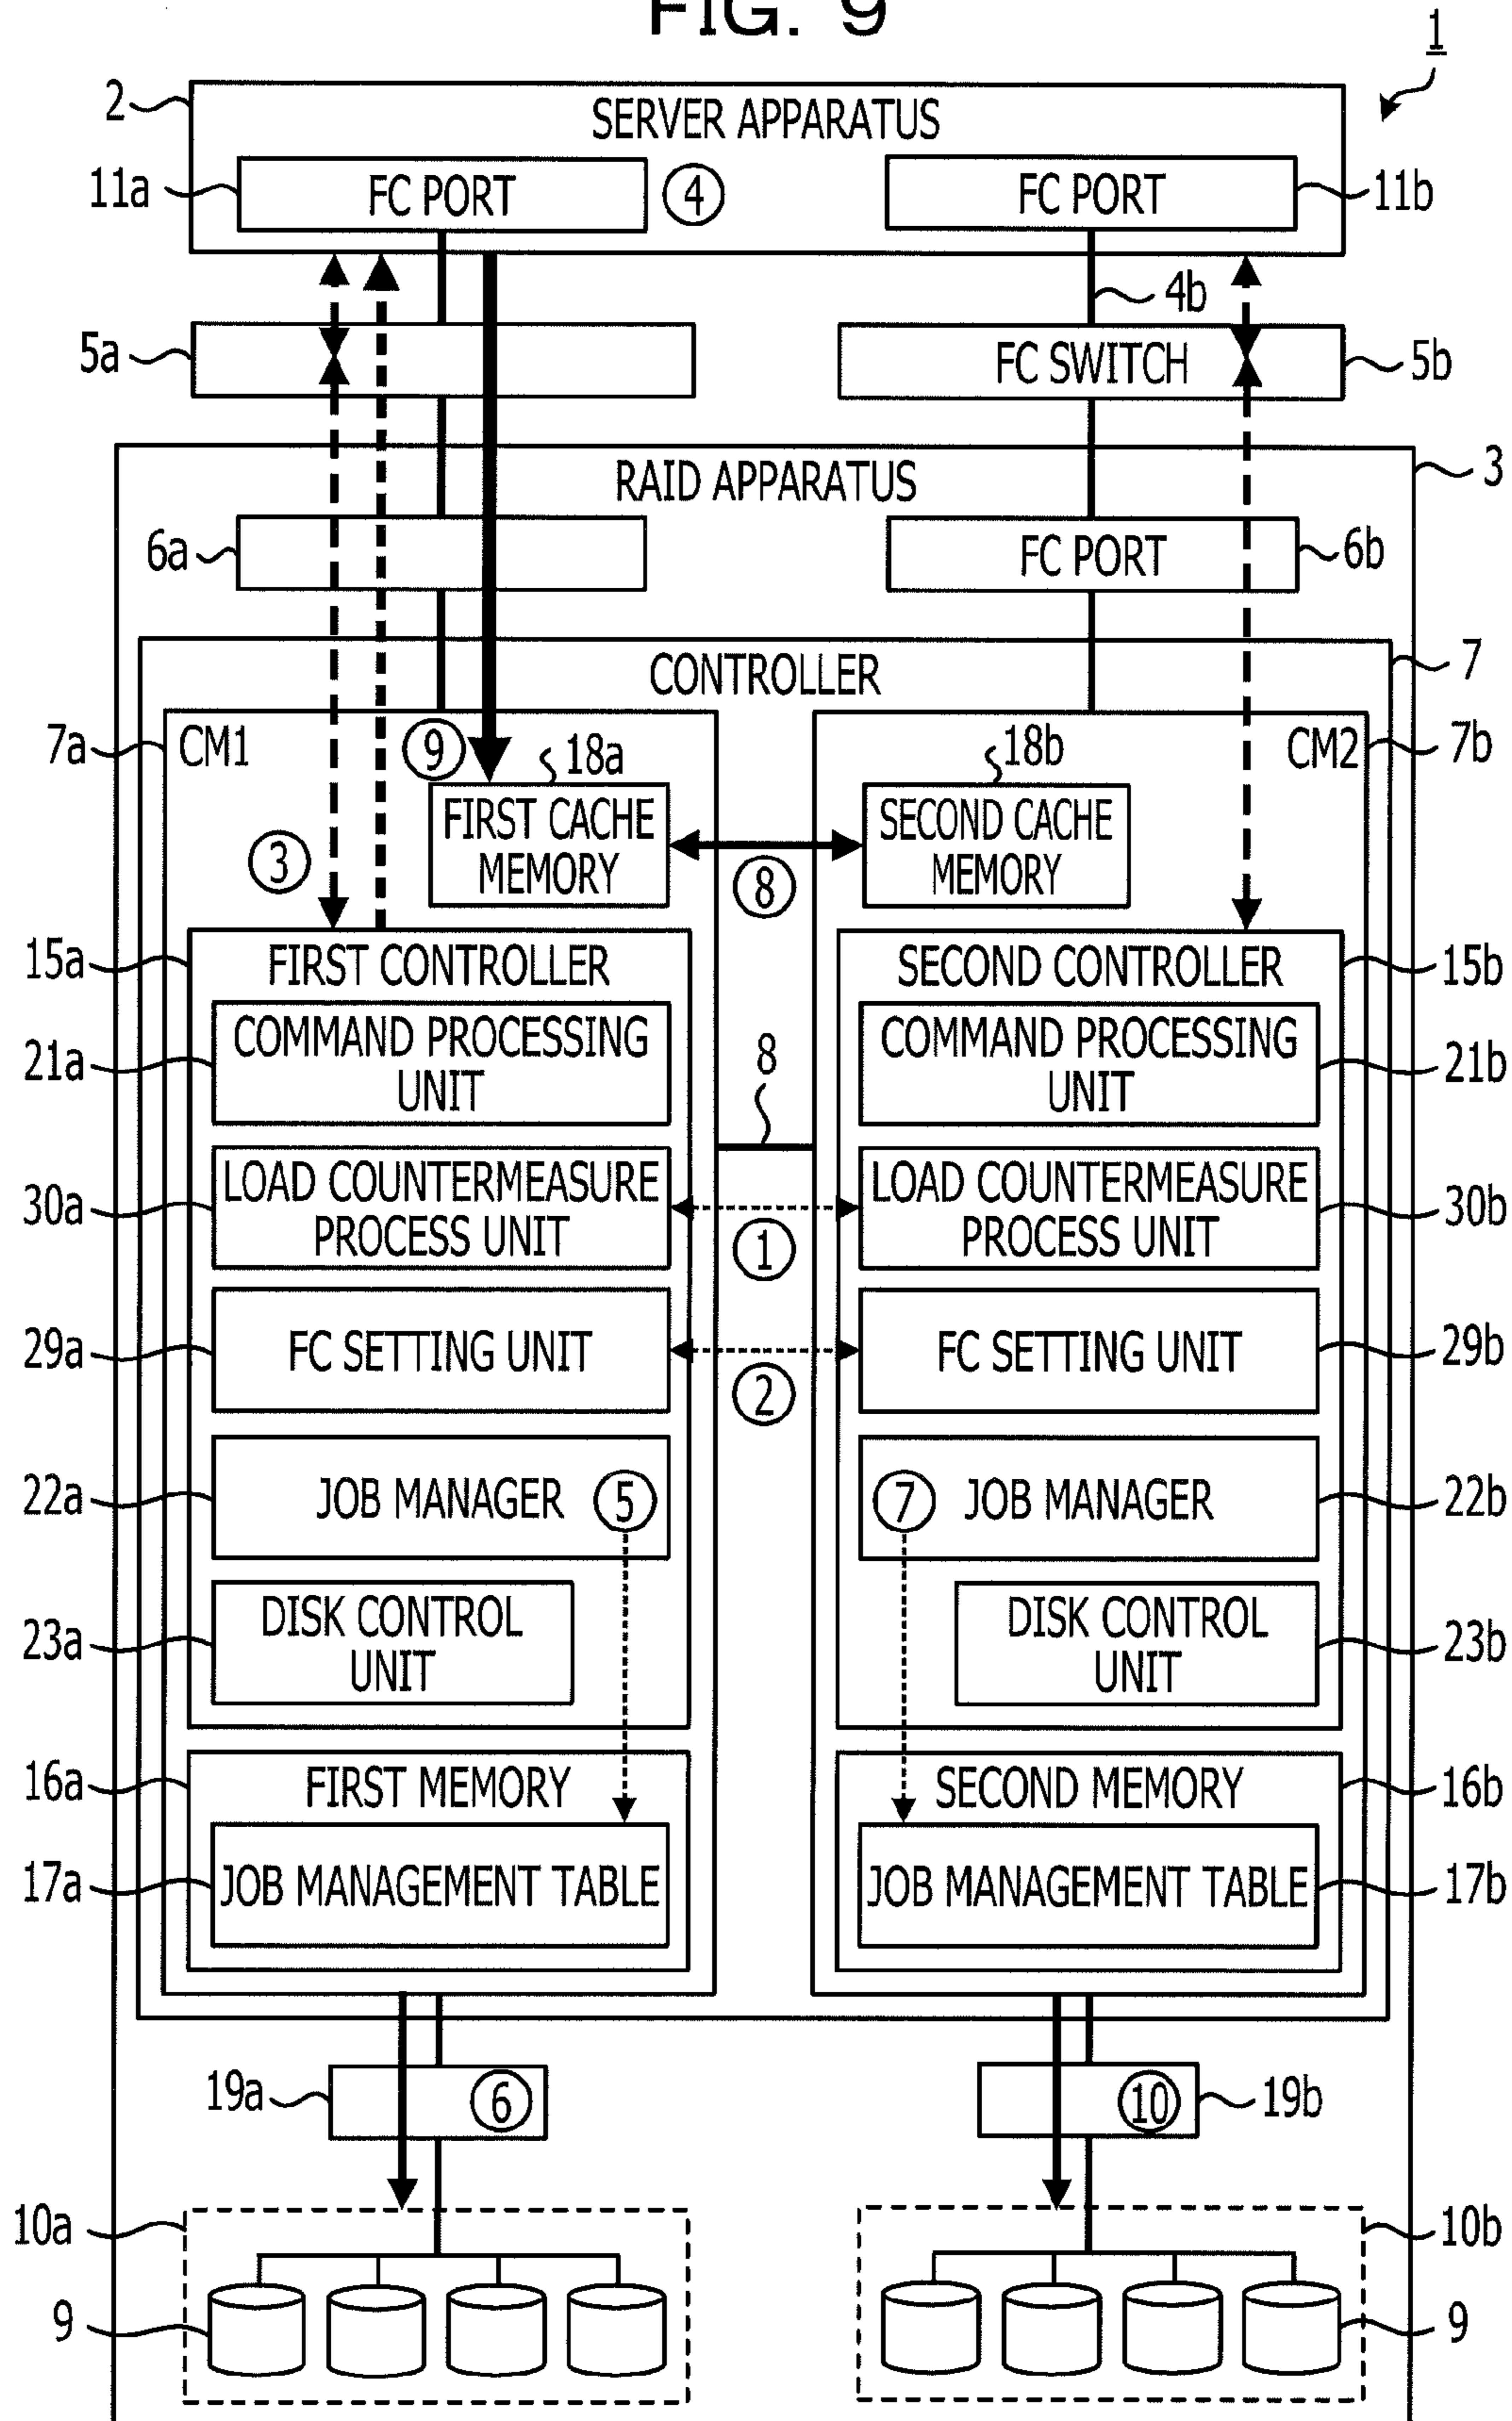 FIG. 9
1
2
SERVER APPARATUS
11a
FC PORT
4
FC PORT
11b
4b
5a
FC SWITCH
5b
RAID APPARATUS
3
6a
FC PORT
6b
CONTROLLER
7
7a
CM1
9
18a
18b
CM2
7b
FIRST CACHE
MEMORY
SECOND CACHE
MEMORY
3
8
15a
FIRST CONTROLLER
SECOND CONTROLLER
15b
21a
COMMAND PROCESSING
UNIT
8
COMMAND PROCESSING
UNIT
21b
30a
LOAD COUNTERMEASURE
PROCESS UNIT
1
LOAD COUNTERMEASURE
PROCESS UNIT
30b
29a
FC SETTING UNIT
2
FC SETTING UNIT
29b
22a
JOB MANAGER
5
7
JOB MANAGER
22b
23a
DISK CONTROL
UNIT
DISK CONTROL
UNIT
23b
16a
FIRST MEMORY
SECOND MEMORY
16b
17a
JOB MANAGEMENT TABLE
JOB MANAGEMENT TABLE
17b
19a
6
10
19b
10a
10b
9
9